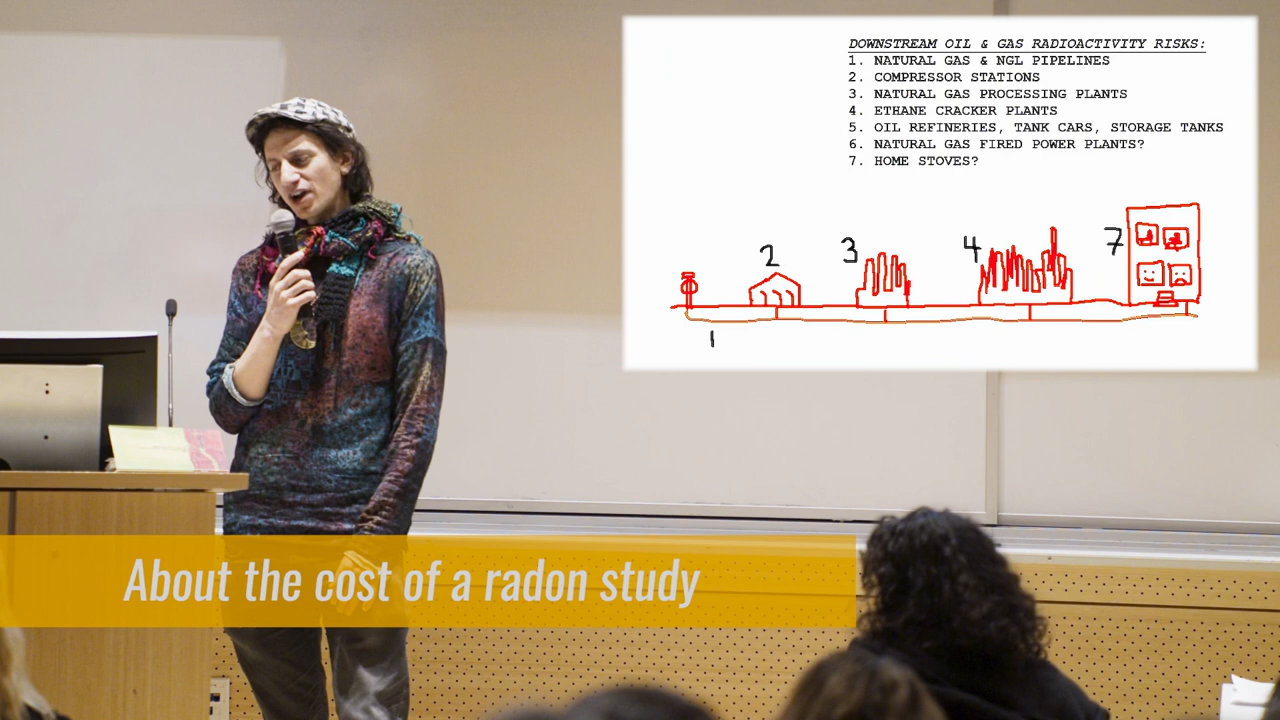 DOWNSTREAM OIL & GAS RADIOACTIVITY RISKS:
1. NATURAL GAS & NGL PIPELINES
2. COMPRESSOR STATIONS
3. NATURAL GAS PROCESSING PLANTS
4. ETHANE CRACKER PLANTS
5. OIL REFINERIES, TANK CARS, STORAGE TANKS
6. NATURAL GAS FIRED POWER PLANTS?
7. HOME STOVES?
2 3 4 7
1
About the cost of a radon study